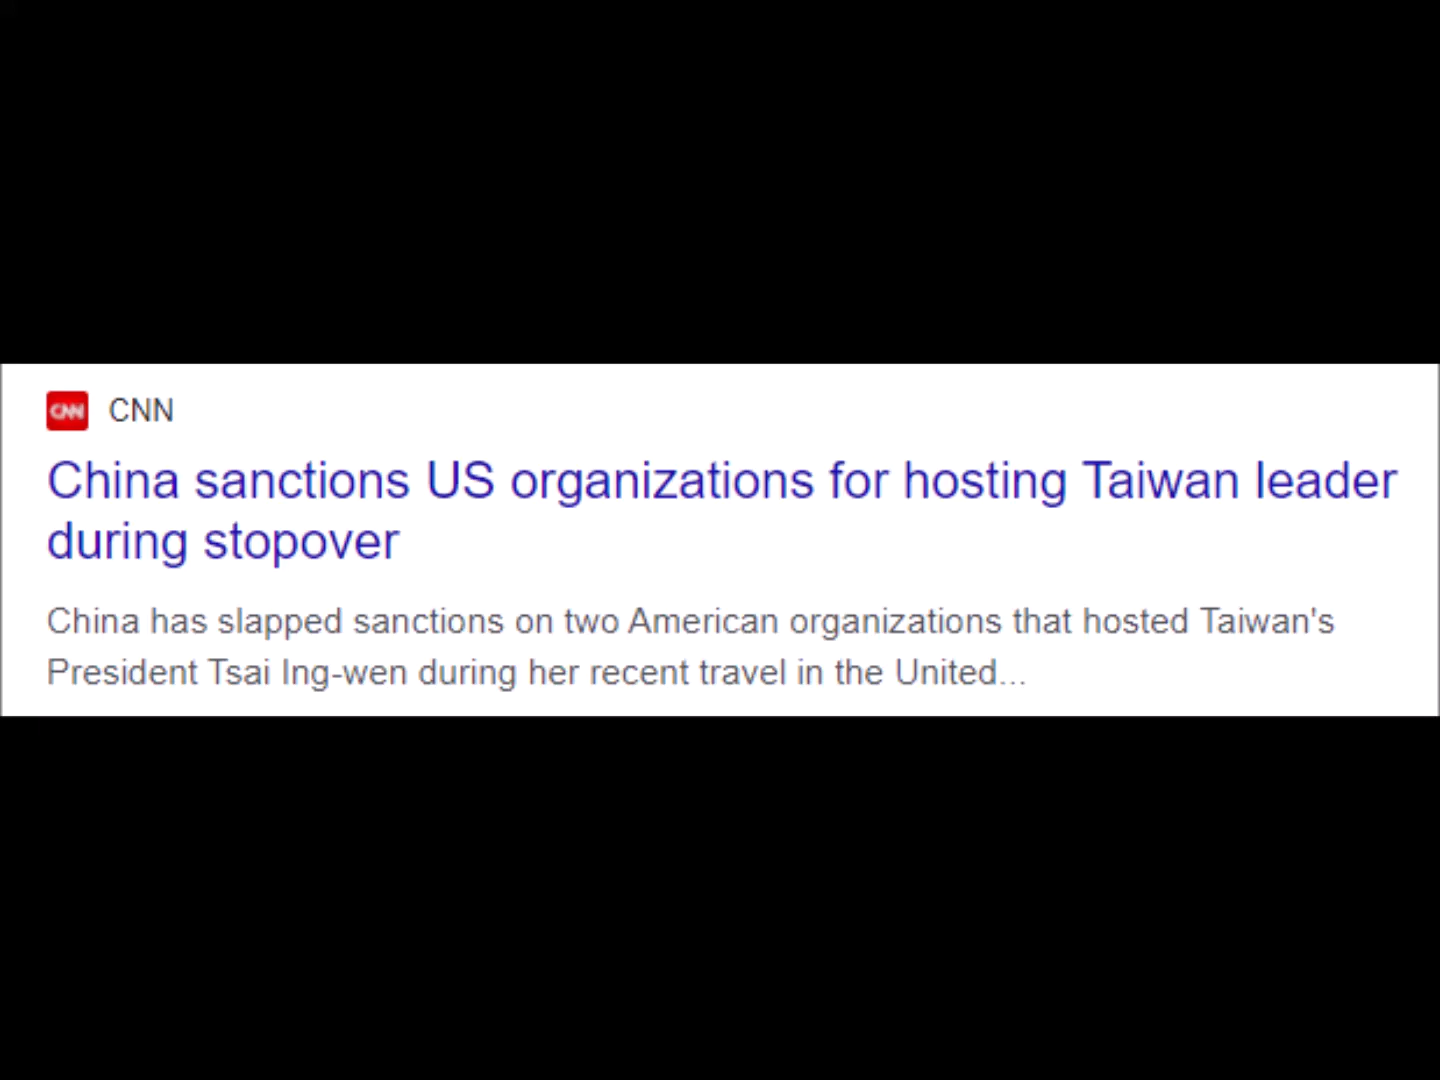 CNN CNN
China sanctions US organizations for hosting Taiwan leader
during stopover
China has slapped sanctions on two American organizations that hosted Taiwan's
President Tsai Ing-wen during her recent travel in the United...